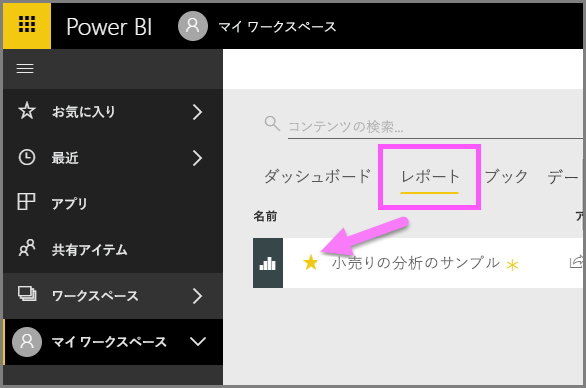 Power BI マイ ワークスペース
お気に入り
最近
アプリ
共有アイテム
ワークスペース
マイ ワークスペース
コンテンツの検索...
ダッシュボード レポート ブック デー
名前
小売りの分析のサンプル